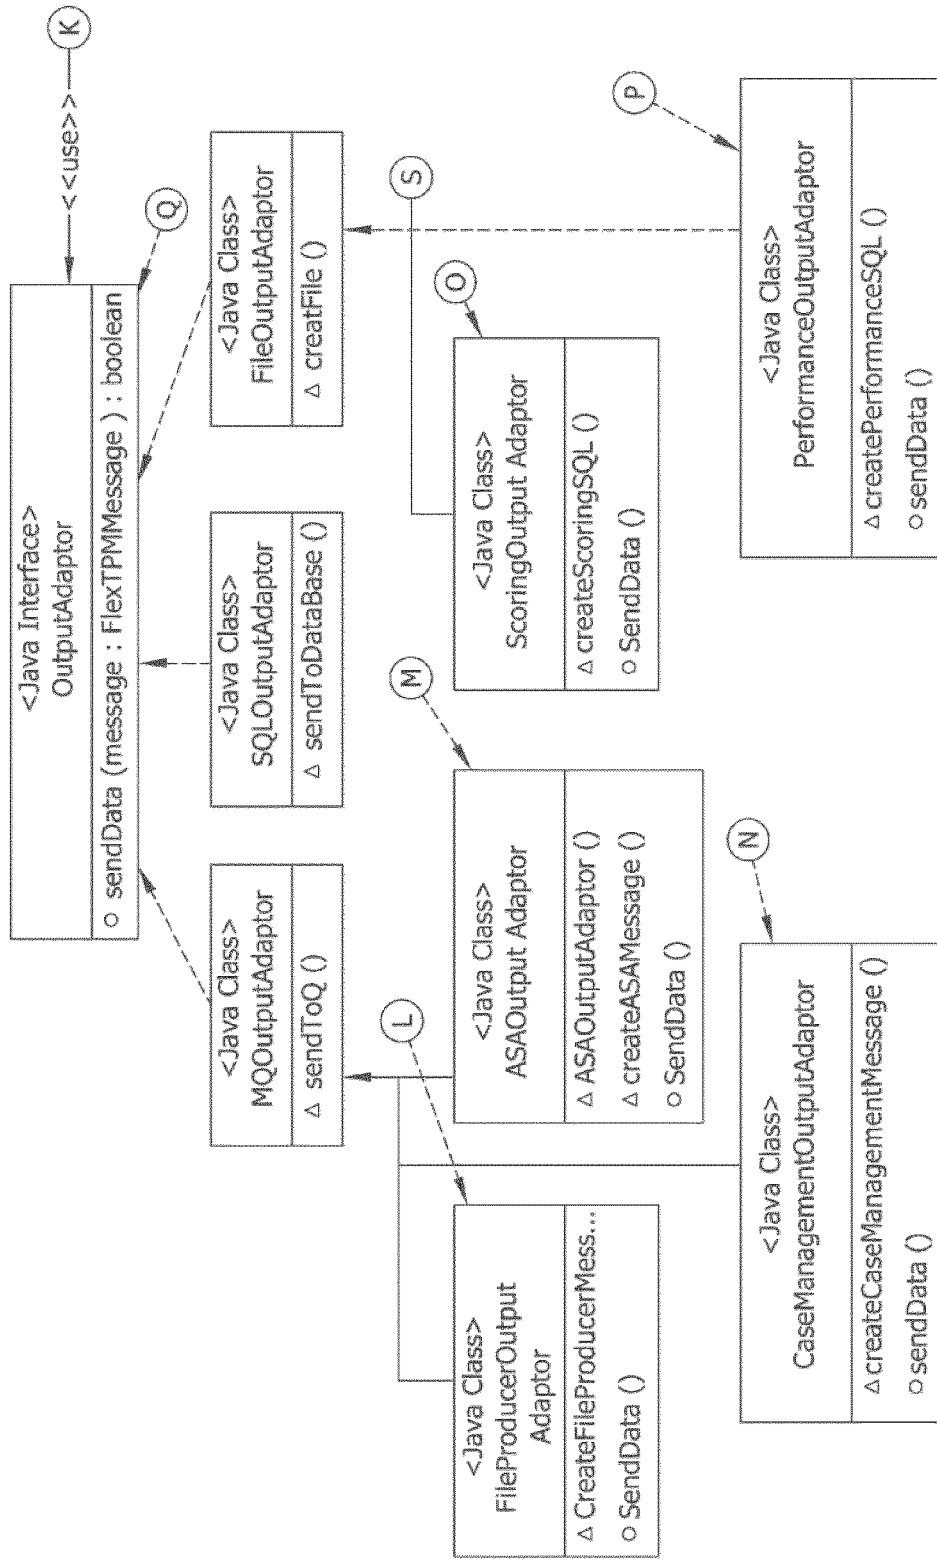 <Java Interface>
OutputAdaptor
○ sendData (message : FlexTPMMessage ) : boolean
<<use>>
K
Q
<Java Class>
MQOutputAdaptor
△ sendToQ ()
<Java Class>
SQLOutputAdaptor
△ sendToDataBase ()
<Java Class>
FileOutputAdaptor
△ creatFile ()
L
M
S
<Java Class>
FileProducerOutput
Adaptor
△ CreateFileProducerMess...
○ SendData ()
<Java Class>
ASAOutput Adaptor
△ ASAOutputAdaptor ()
△ createASAMessage ()
○ SendData ()
<Java Class>
ScoringOutput Adaptor
△ createScoringSQL ()
○ SendData ()
O
N
P
<Java Class>
CaseManagementOutputAdaptor
△ createCaseManagementMessage ()
○ sendData ()
<Java Class>
PerformanceOutputAdaptor
△ createPerformanceSQL ()
○ sendData ()